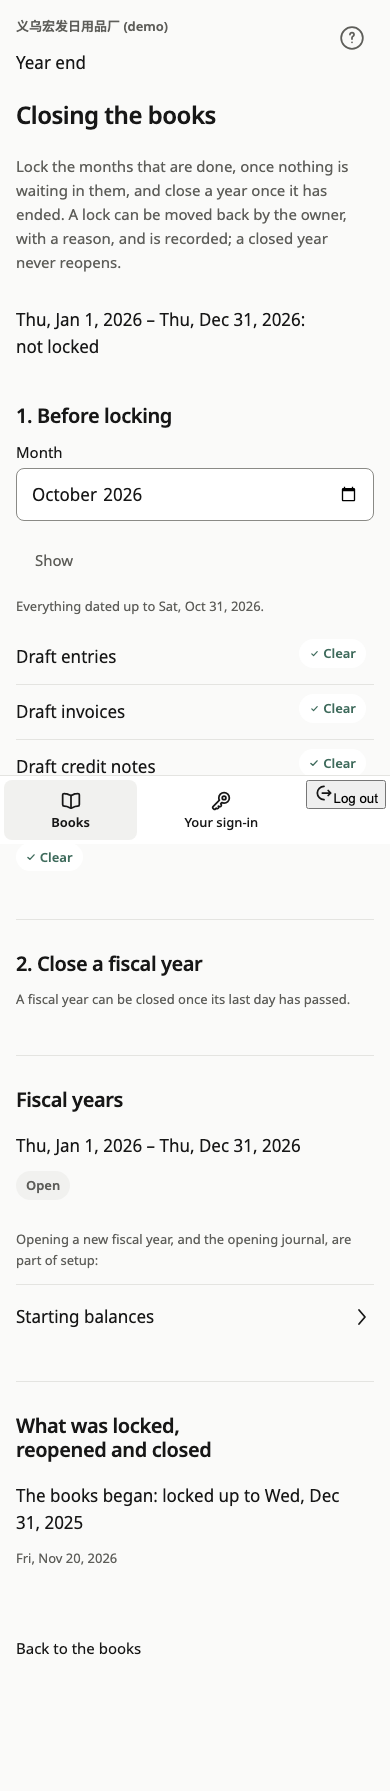 义乌宏发日用品厂 (demo)
Year end
Closing the books
Lock the months that are done, once nothing is
waiting in them, and close a year once it has
ended. A lock can be moved back by the owner,
with a reason, and is recorded; a closed year
never reopens.
Thu, Jan 1, 2026 – Thu, Dec 31, 2026:
not locked
1. Before locking
Month
October 2026
Show
Everything dated up to Sat, Oct 31, 2026.
Draft entries
Clear
Draft invoices
Clear
Draft credit notes
Clear
Books
Your sign-in
Log out
Clear
2. Close a fiscal year
A fiscal year can be closed once its last day has passed.
Fiscal years
Thu, Jan 1, 2026 – Thu, Dec 31, 2026
Open
Opening a new fiscal year, and the opening journal, are
part of setup:
Starting balances
What was locked,
reopened and closed
The books began: locked up to Wed, Dec
31, 2025
Fri, Nov 20, 2026
Back to the books